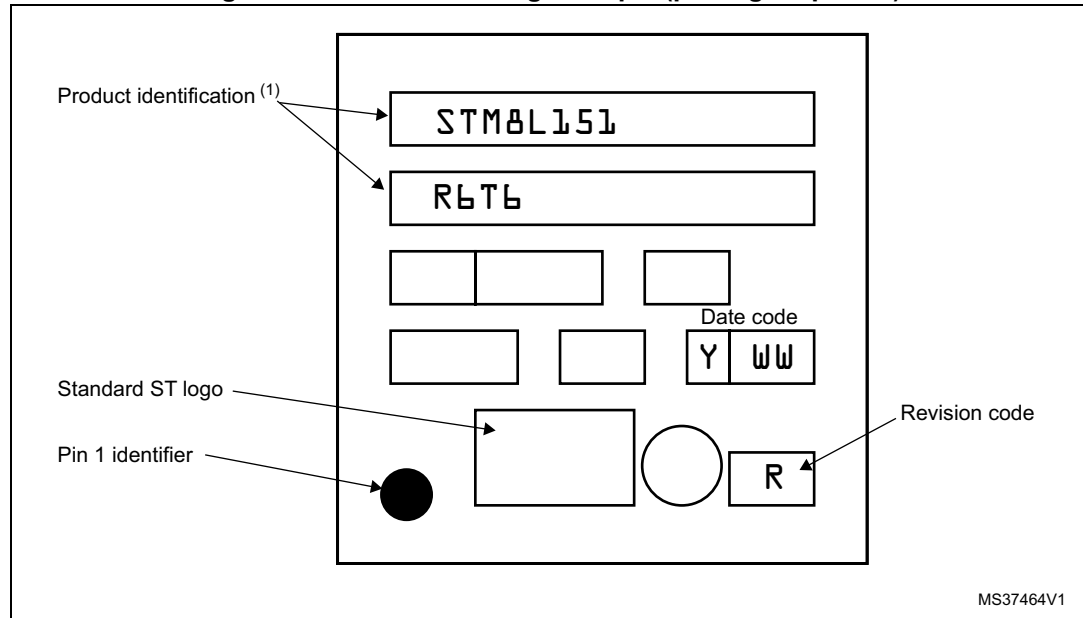 Product identification (1)
STM8L151
R6T6
Date code
Y WW
Standard ST logo
Revision code
Pin 1 identifier
R
MS37464V1